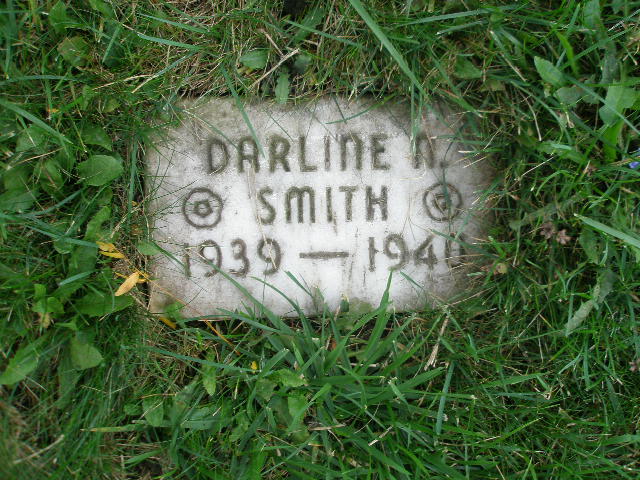 DARLINE N.
SMITH
1939 — 1940